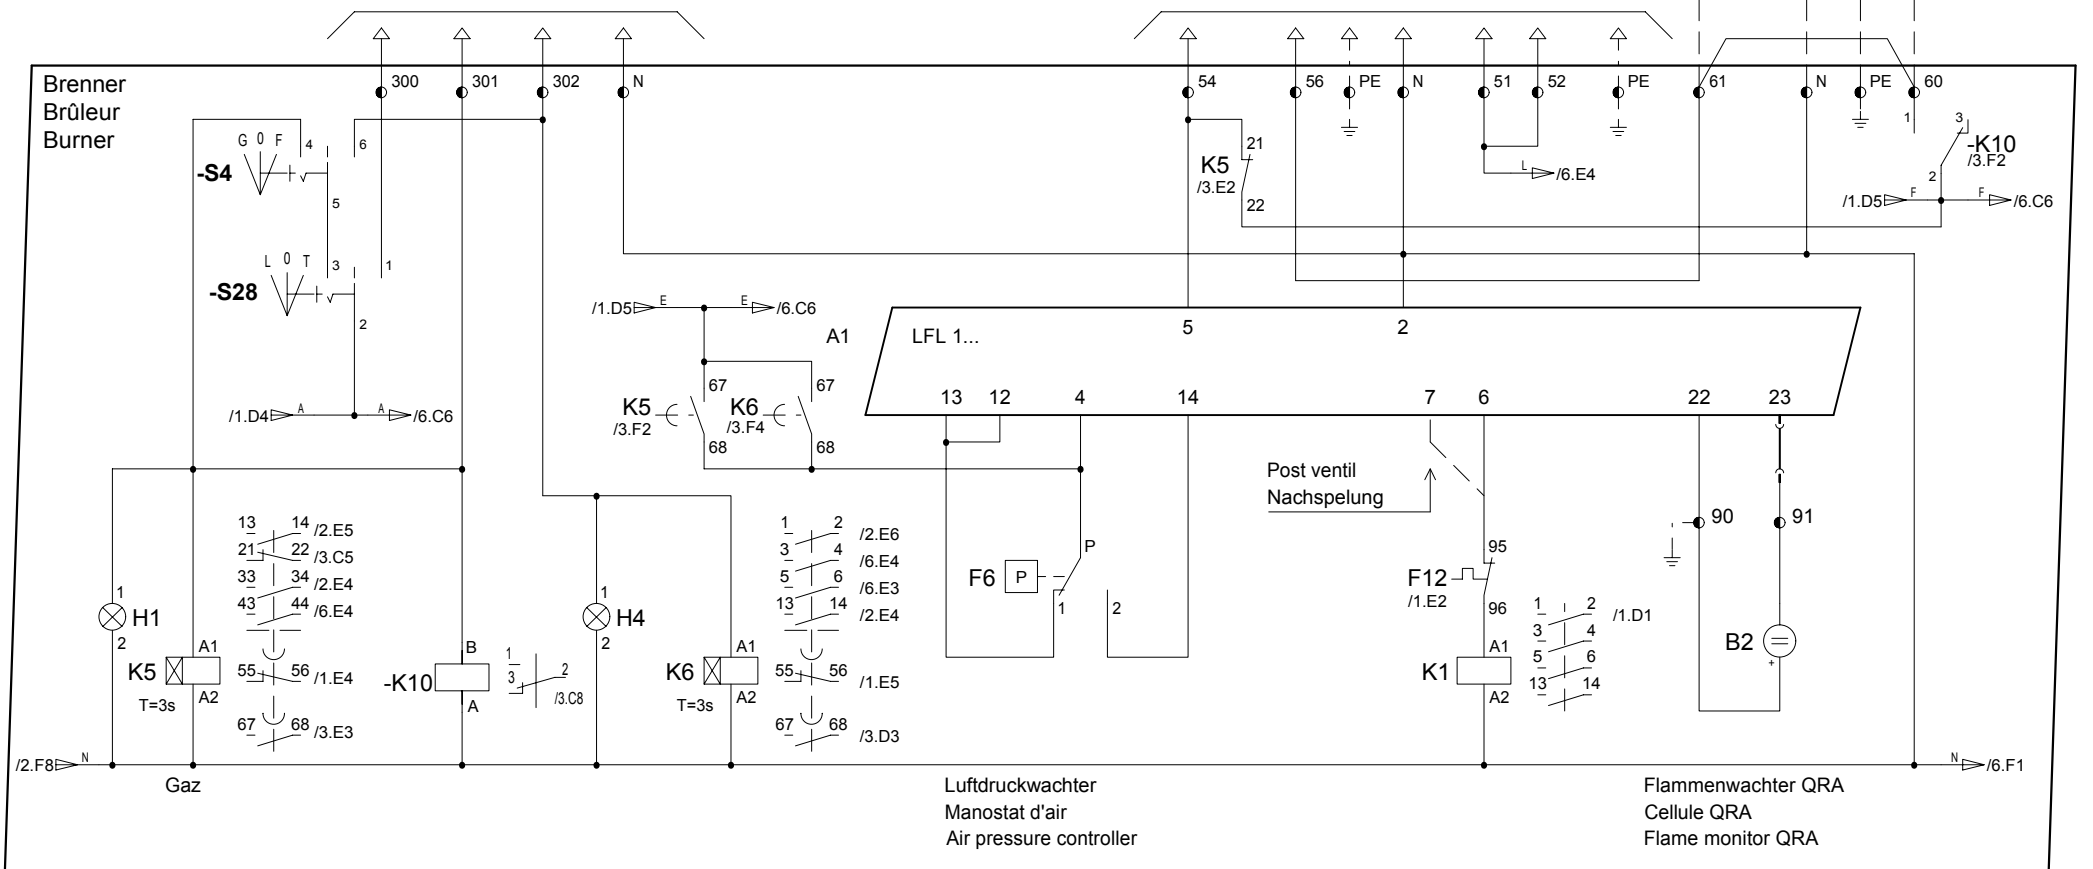 Brenner
Brûleur
Burner
300
301
302
N
54
56
PE
N
51
52
PE
61
N
PE
60
G
0
F
4
6
-S4
5
L
0
T
3
1
-S28
2
/1.D4
A
A
/6.C6
21
K5
/3.E2
22
L
/6.E4
1
3
-K10
/3.F2
2
/1.D5
F
F
/6.C6
/1.D5
E
E
/6.C6
A1
LFL 1...
5
2
13
12
4
14
7
6
22
23
67
67
K5
/3.F2
K6
/3.F4
68
68
Post ventil
Nachspelung
90
91
13
14
/2.E5
21
22
/3.C5
33
34
/2.E4
43
44
/6.E4
55
56
/1.E4
67
68
/3.E3
1
2
/2.E6
3
4
/6.E4
5
6
/6.E3
13
14
/2.E4
55
56
/1.E5
67
68
/3.D3
P
F6
P
1
2
95
F12
/1.E2
96
1
2
/1.D1
3
4
5
6
13
14
1
H1
2
A1
K5
A2
T=3s
B
-K10
A
1
3
2
/3.C8
1
H4
2
A1
K6
A2
T=3s
A1
K1
A2
B2
+
/2.F8
N
N
/6.F1
Gaz
Luftdruckwachter
Manostat d'air
Air pressure controller
Flammenwachter QRA
Cellule QRA
Flame monitor QRA